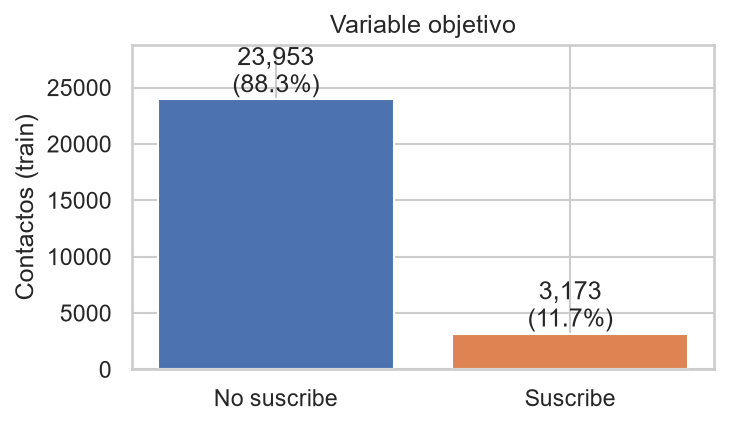 Variable objetivo
Contactos (train)
25000
20000
15000
10000
5000
0
23,953
(88.3%)
3,173
(11.7%)
No suscribe
Suscribe